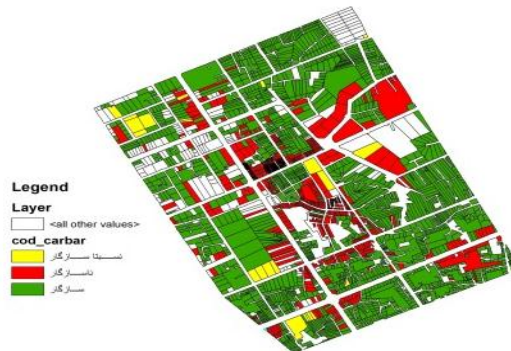 Legend
Layer
<all other values>
cod_carbar
نسبتا سازگار
ناسازگار
سازگار